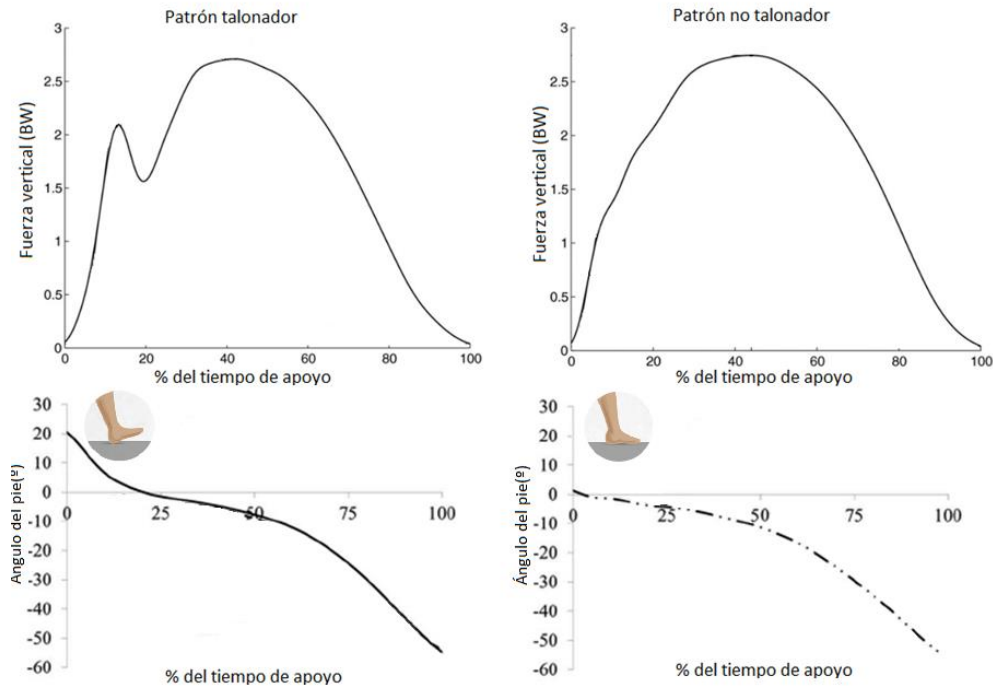 Patrón talonador
Patrón no talonador
Fuerza vertical (BW)
3
2.5
2
1.5
1
0.5
0
0 20 40 60 80 100
% del tiempo de apoyo
Fuerza vertical (BW)
3
2.5
2
1.5
1
0.5
0
0 20 40 60 80 100
% del tiempo de apoyo
Ángulo del pie(º)
30
20
10
0
-10
-20
-30
-40
-50
-60
25 50 75 100
% del tiempo de apoyo
Ángulo del pie(º)
30
20
10
0
-10
-20
-30
-40
-50
-60
0 25 50 75 100
% del tiempo de apoyo